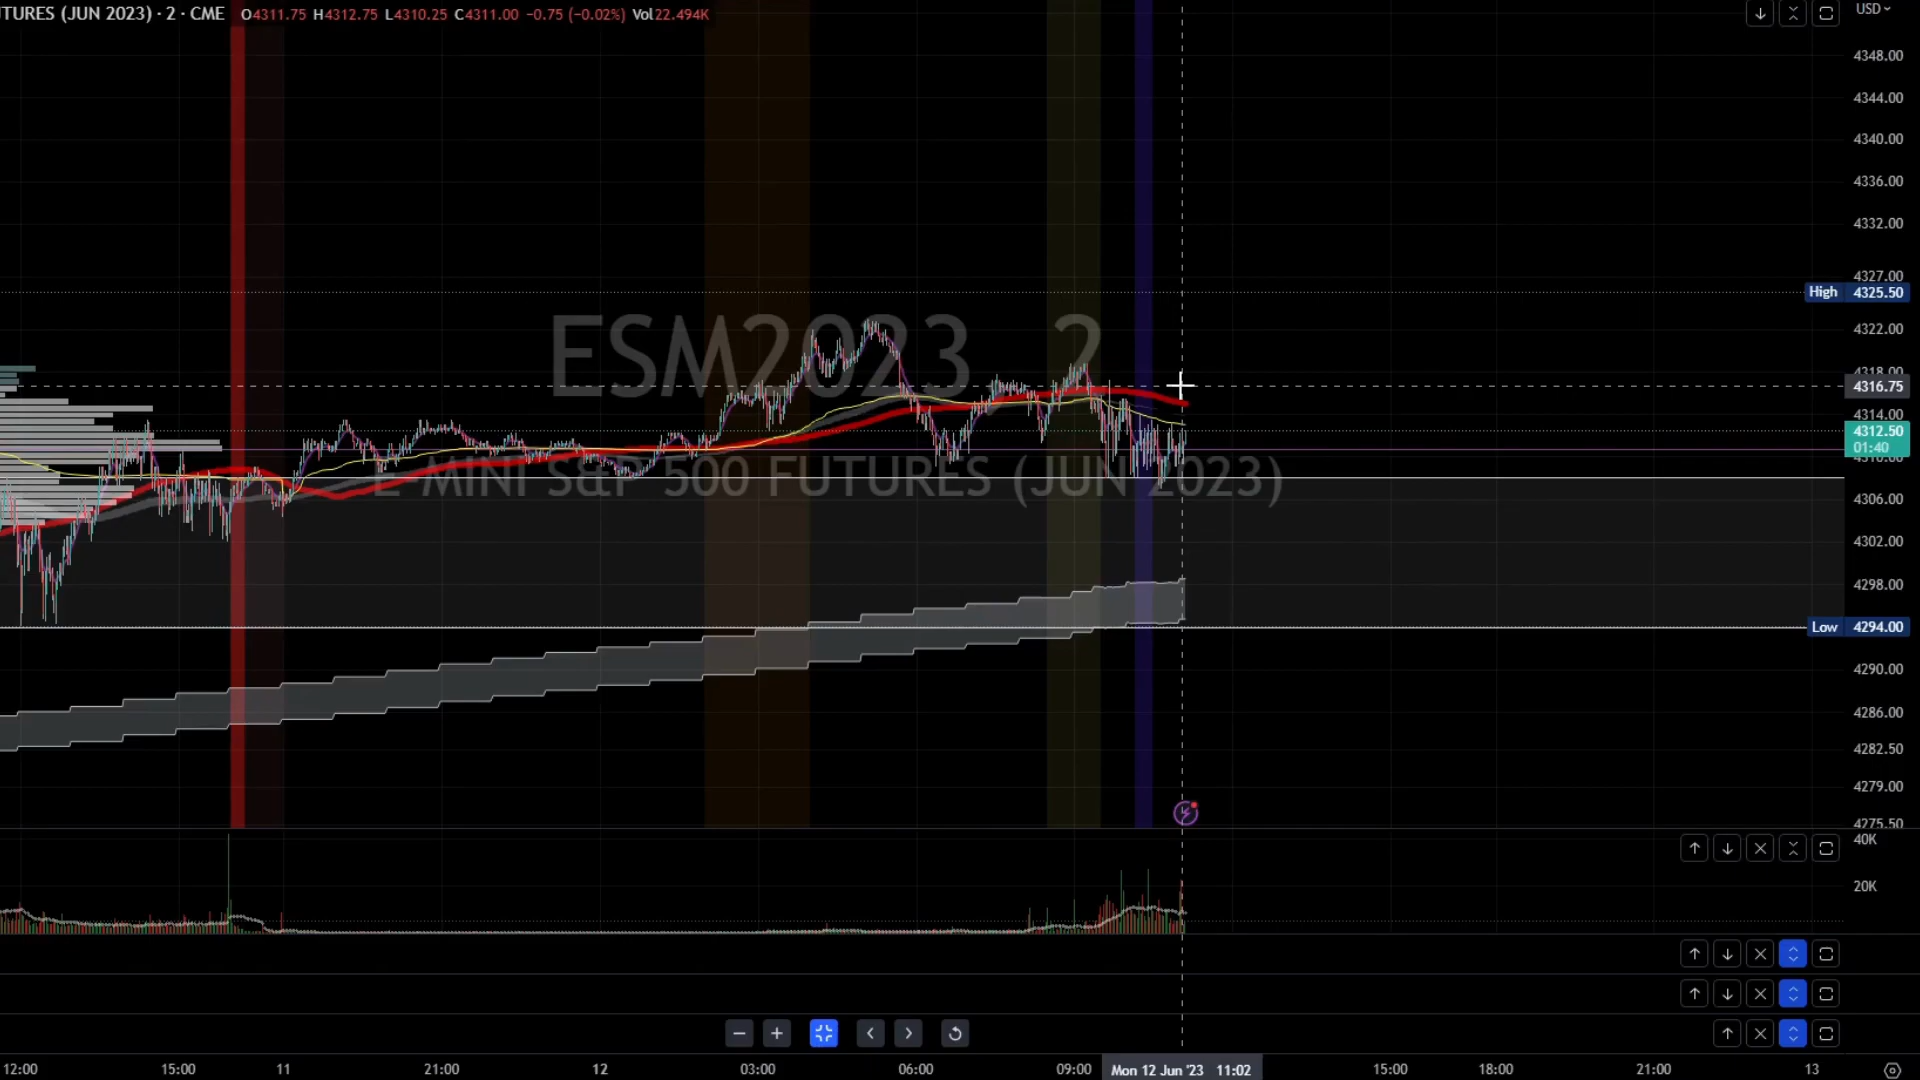 UTURES (JUN 2023) · 2 · CME O4311.75 H4312.75 L4310.25 C4311.00 −0.75 (−0.02%) Vol22.494K
USD
4348.00
4344.00
4340.00
4336.00
4332.00
4327.00
High 4325.50
4322.00
4318.00
4316.75
4314.00
4312.50
01:40
4310.00
4306.00
4302.00
4298.00
Low 4294.00
4290.00
4286.00
4282.50
4279.00
4275.50
ESM2023, 2
E-MINI S&P 500 FUTURES (JUN 2023)
40K
20K
12:00 15:00 11 21:00 12 03:00 06:00 09:00 Mon 12 Jun '23 11:02 15:00 18:00 21:00 13